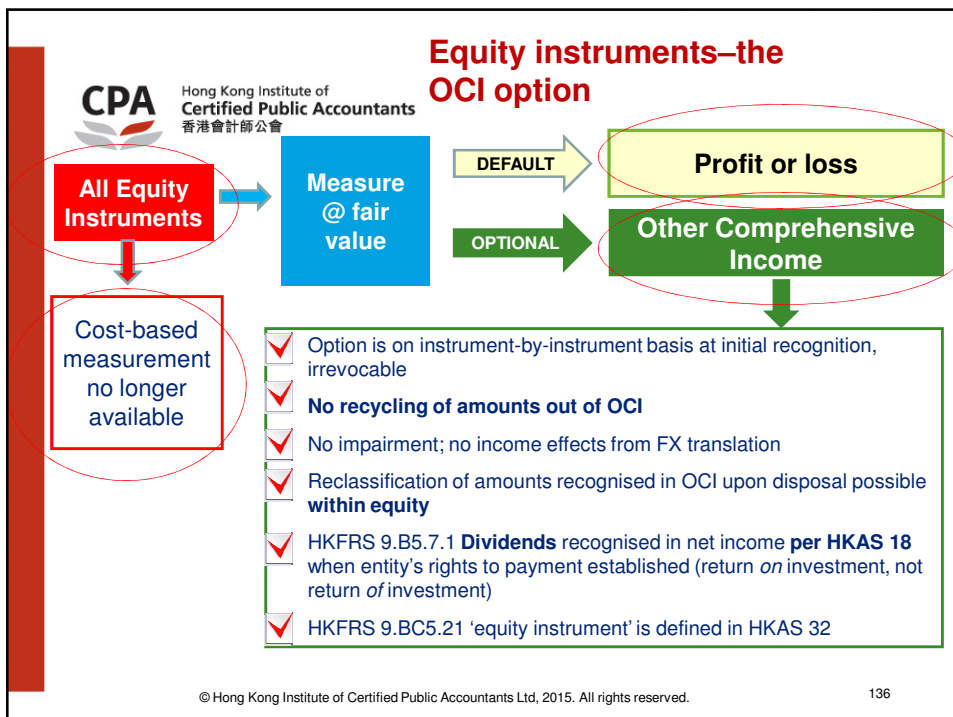 Equity instruments–the
OCI option
CPA
Hong Kong Institute of
Certified Public Accountants
香港會計師公會
All Equity
Instruments
Measure
@ fair
value
DEFAULT
Profit or loss
OPTIONAL
Other Comprehensive
Income
Cost-based
measurement
no longer
available
Option is on instrument-by-instrument basis at initial recognition,
irrevocable
No recycling of amounts out of OCI
No impairment; no income effects from FX translation
Reclassification of amounts recognised in OCI upon disposal possible
within equity
HKFRS 9.B5.7.1 Dividends recognised in net income per HKAS 18
when entity's rights to payment established (return on investment, not
return of investment)
HKFRS 9.BC5.21 ‘equity instrument’ is defined in HKAS 32
© Hong Kong Institute of Certified Public Accountants Ltd, 2015. All rights reserved.
136